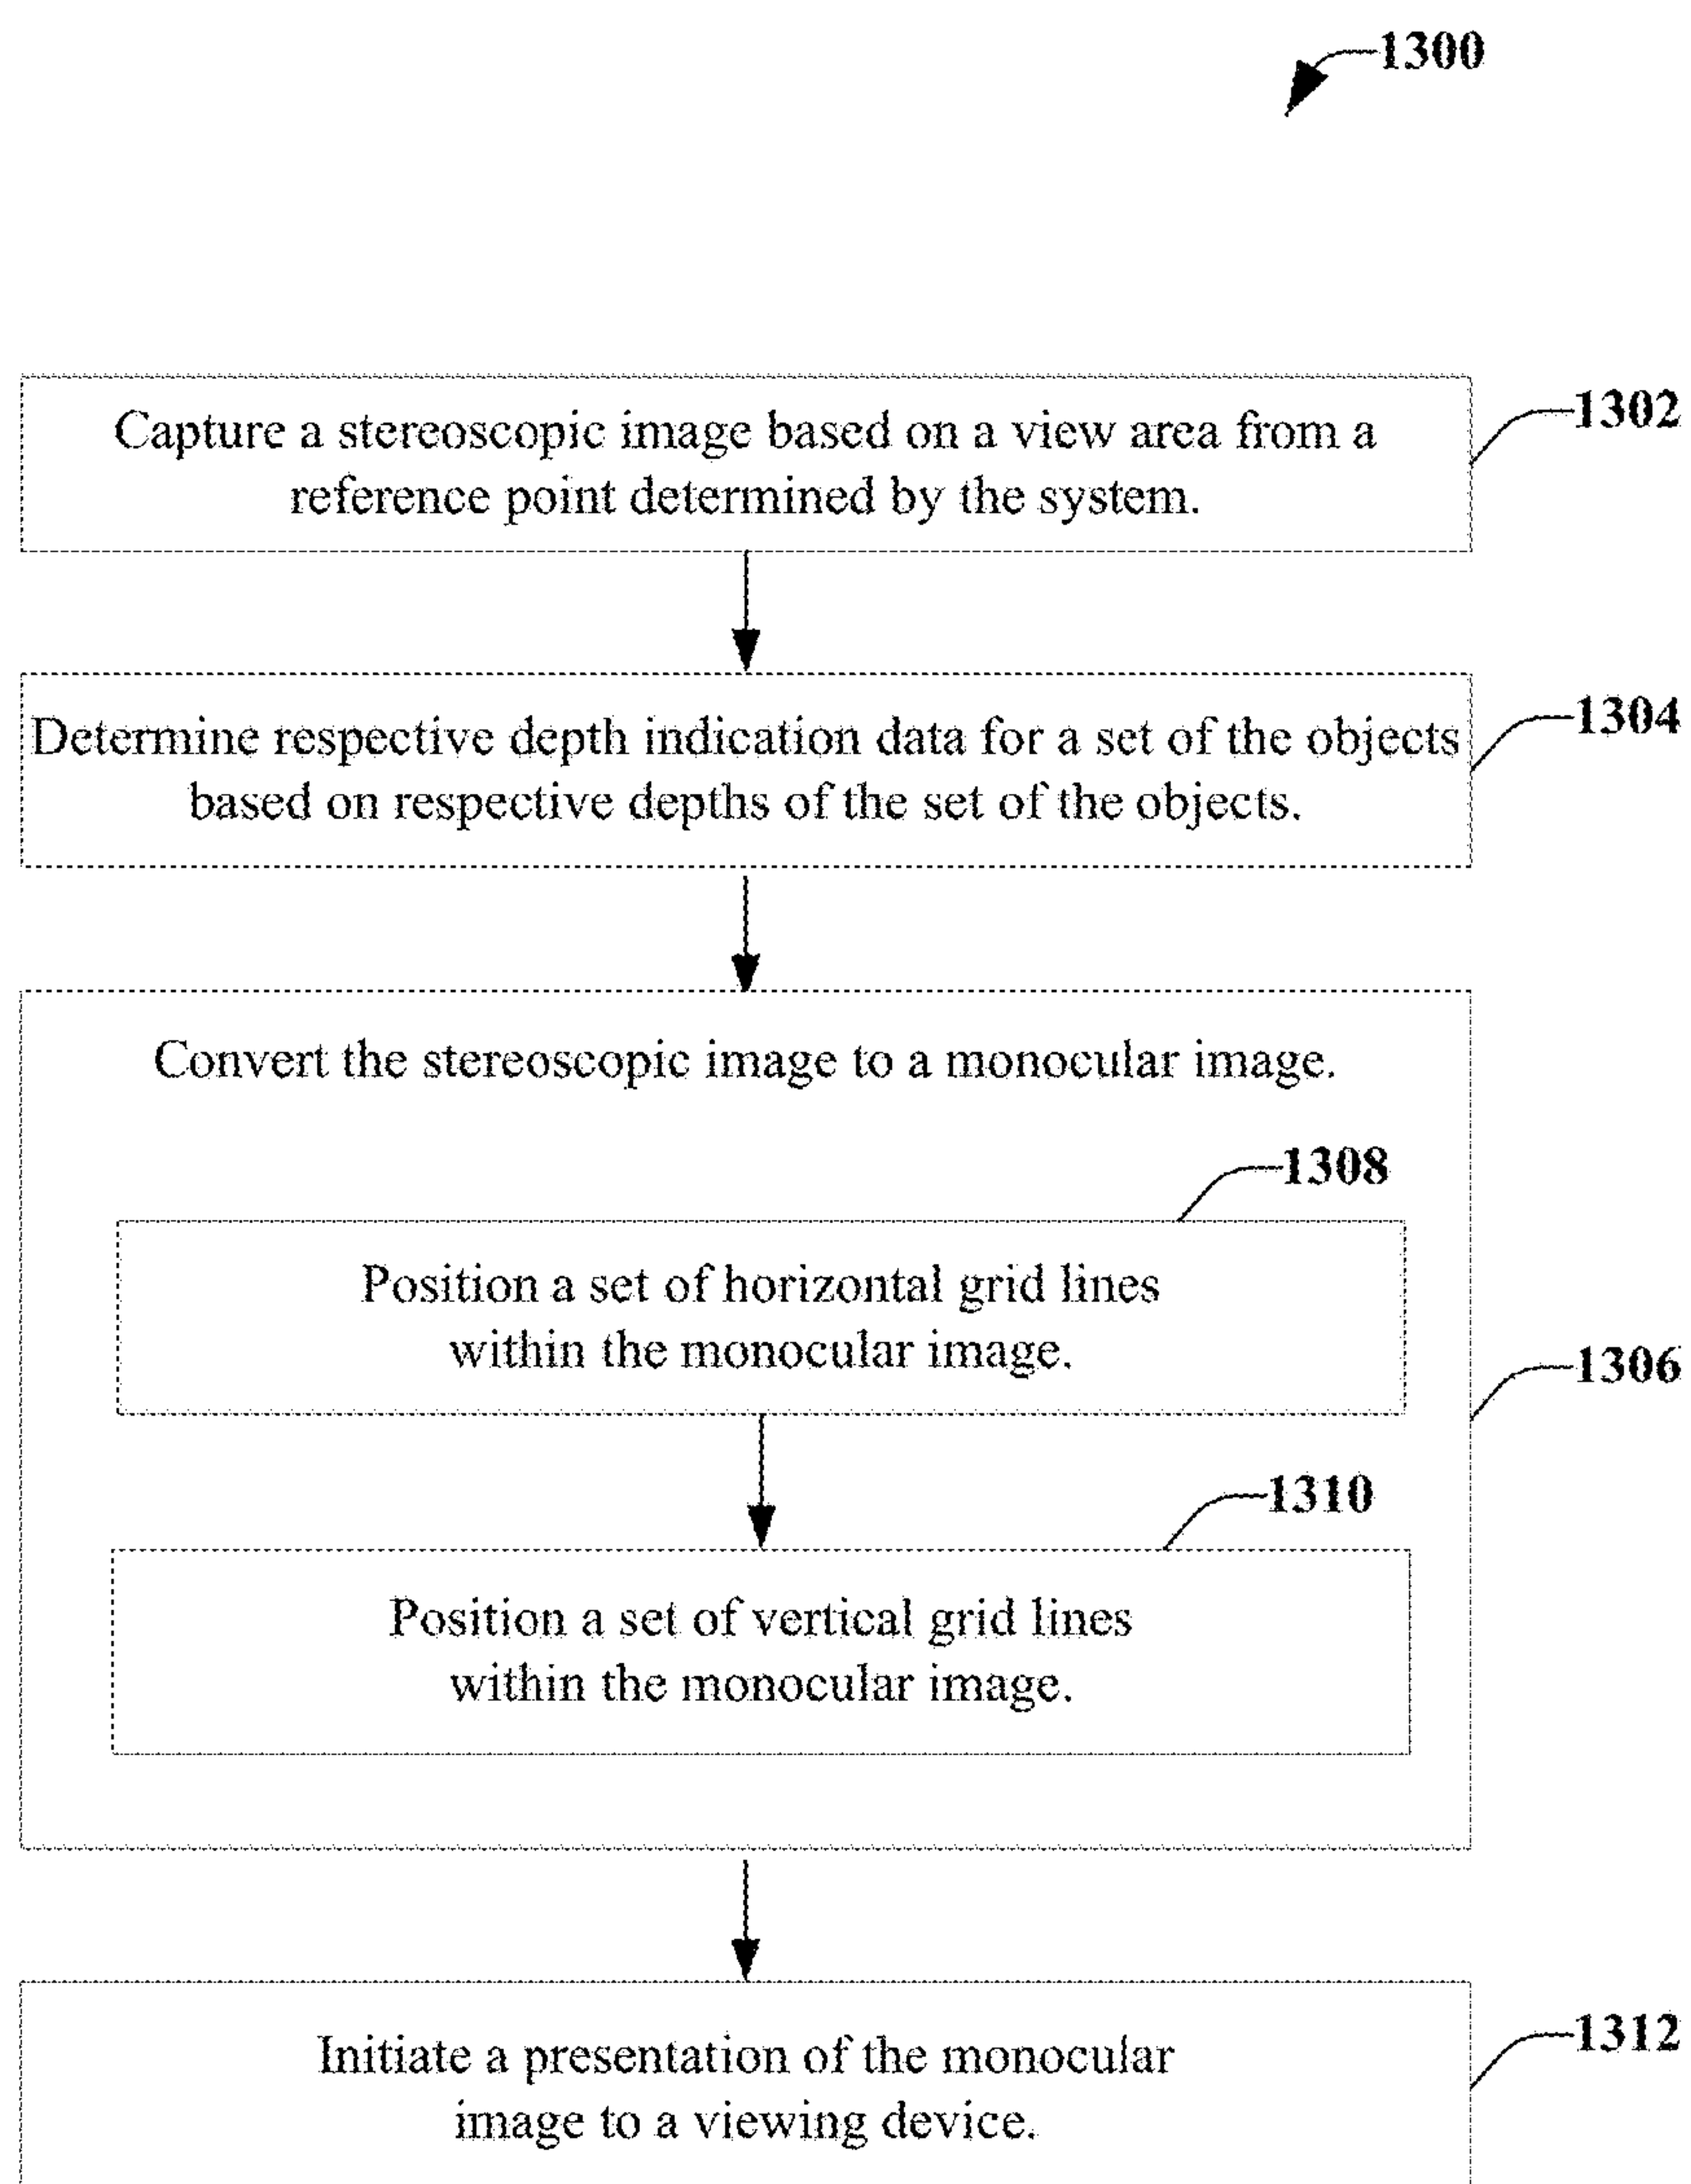 1300
Capture a stereoscopic image based on a view area from a
reference point determined by the system.
1302
Determine respective depth indication data for a set of the objects
based on respective depths of the set of the objects.
1304
Convert the stereoscopic image to a monocular image.
1308
Position a set of horizontal grid lines
within the monocular image.
1306
1310
Position a set of vertical grid lines
within the monocular image.
Initiate a presentation of the monocular
image to a viewing device.
1312